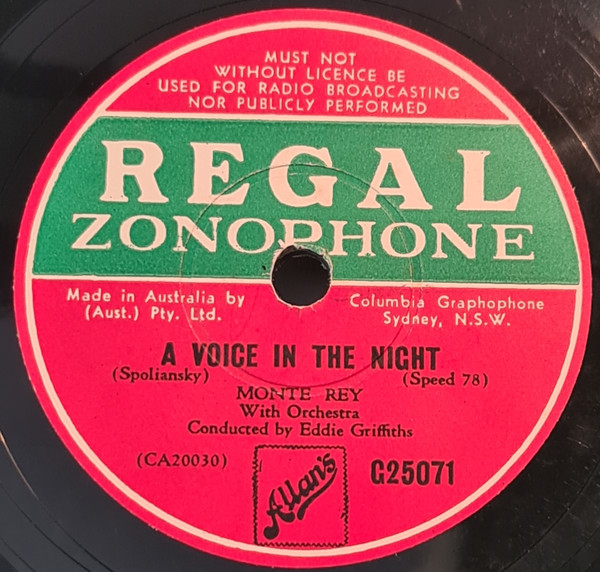 MUST NOT
WITHOUT LICENCE BE
USED FOR RADIO BROADCASTING
NOR PUBLICLY PERFORMED
REGAL
ZONOPHONE
Made in Australia by Columbia Graphophone
(Aust.) Pty. Ltd. Sydney, N.S.W.
A VOICE IN THE NIGHT
(Spoliansky) (Speed 78)
MONTE REY
With Orchestra
Conducted by Eddie Griffiths
(CA20030) G25071
Allan's